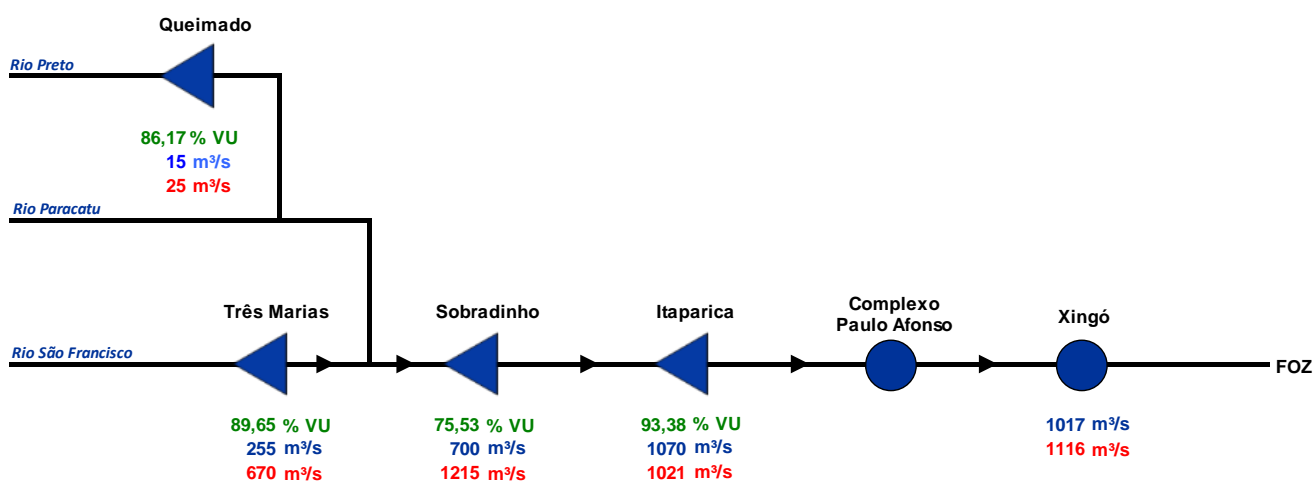 Queimado
Rio Preto
86,17 % VU
15 m³/s
25 m³/s
Rio Paracatu
Três Marias
Sobradinho
Itaparica
Complexo
Paulo Afonso
Xingó
Rio São Francisco
FOZ
89,65 % VU
255 m³/s
670 m³/s
75,53 % VU
700 m³/s
1215 m³/s
93,38 % VU
1070 m³/s
1021 m³/s
1017 m³/s
1116 m³/s